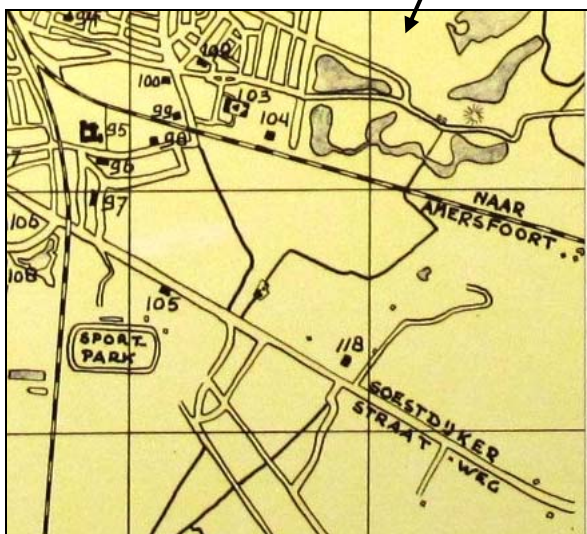 102
100
103
99
104
95
98
96
97
NAAR
AMERSFOORT
106
108
105
SPORT
PARK
118
SOESTDIJKER
STRAAT - WEG